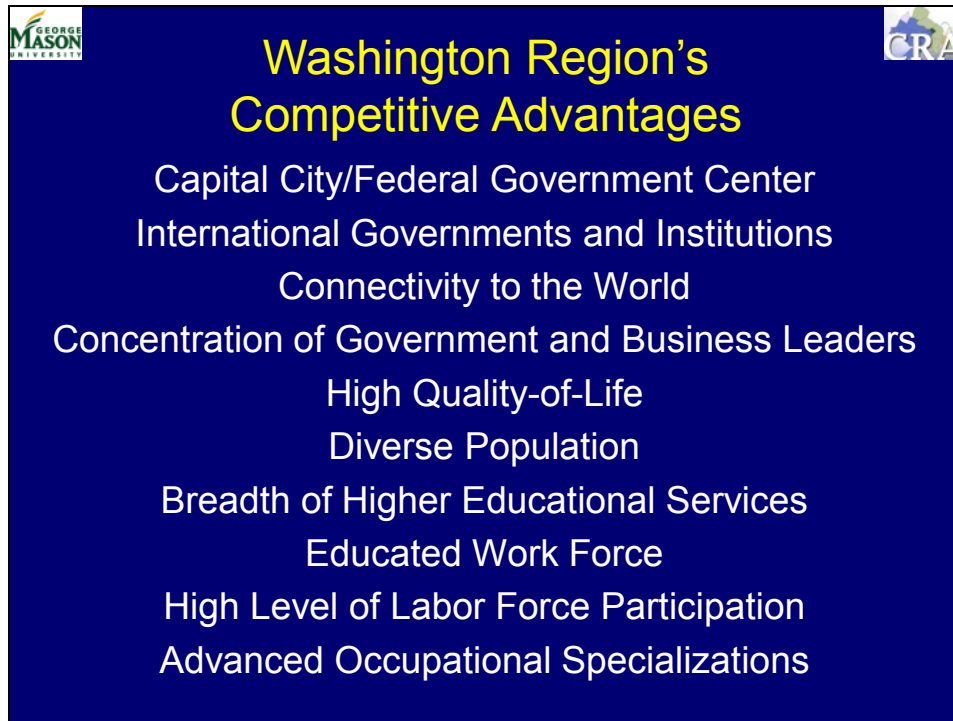 GEORGE
MASON
UNIVERSITY
CRA
Washington Region's
Competitive Advantages
Capital City/Federal Government Center
International Governments and Institutions
Connectivity to the World
Concentration of Government and Business Leaders
High Quality-of-Life
Diverse Population
Breadth of Higher Educational Services
Educated Work Force
High Level of Labor Force Participation
Advanced Occupational Specializations